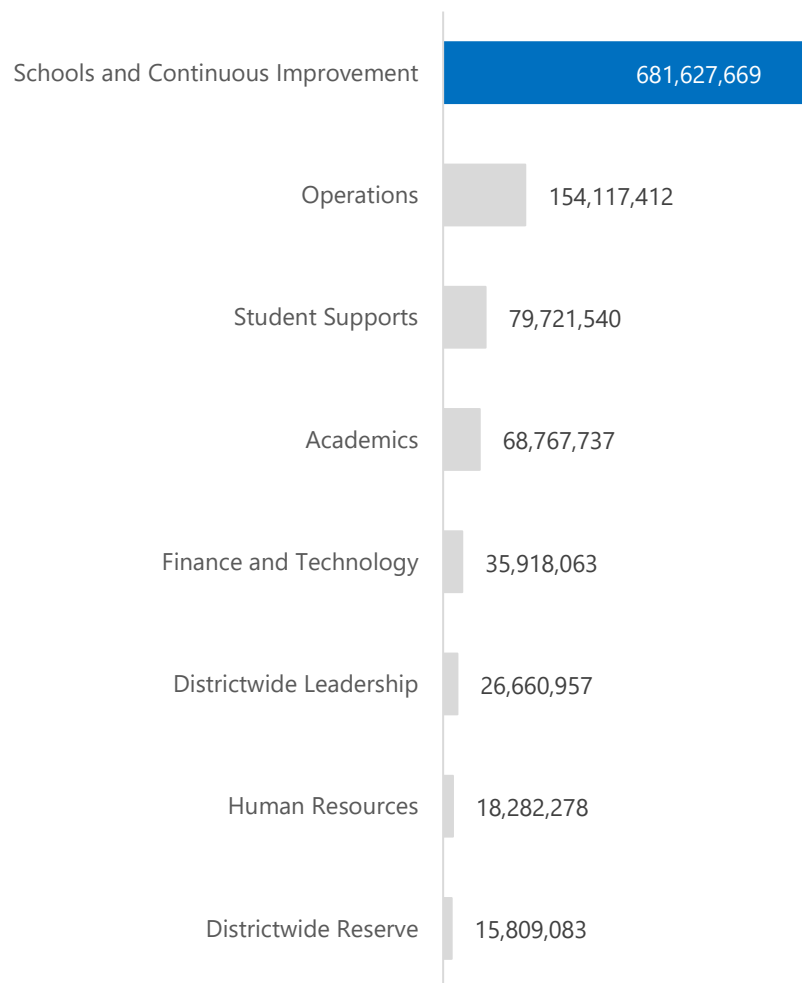 Schools and Continuous Improvement 681,627,669
Operations 154,117,412
Student Supports 79,721,540
Academics 68,767,737
Finance and Technology 35,918,063
Districtwide Leadership 26,660,957
Human Resources 18,282,278
Districtwide Reserve 15,809,083